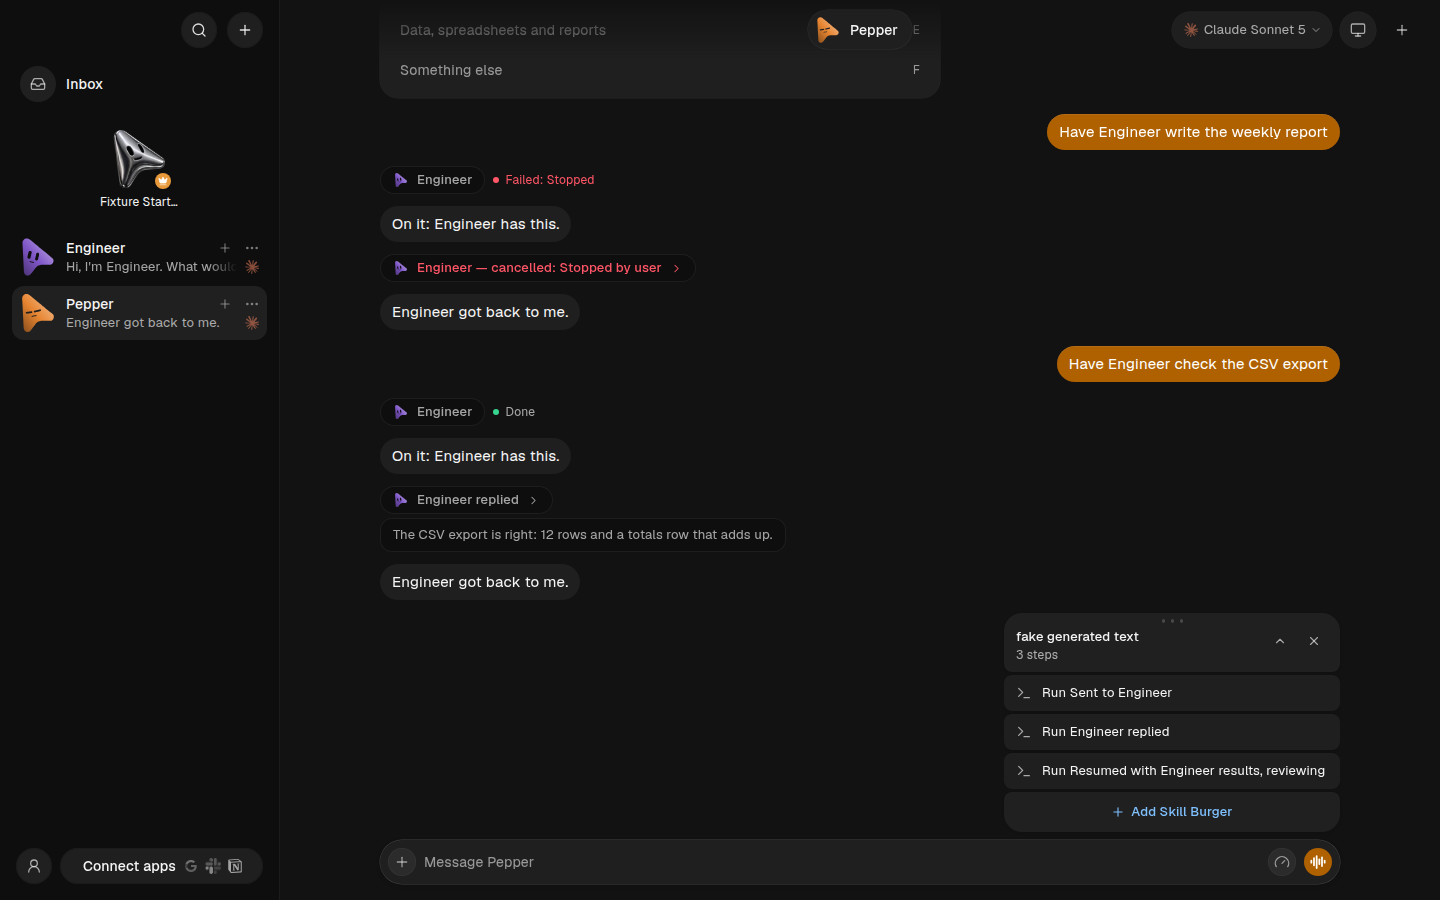 Inbox
Fixture Start...
Engineer
Hi, I'm Engineer. What would
Pepper
Engineer got back to me.
Connect apps
Data, spreadsheets and reports E
Pepper
Something else F
Claude Sonnet 5
Have Engineer write the weekly report
Engineer Failed: Stopped
On it: Engineer has this.
Engineer — cancelled: Stopped by user
Engineer got back to me.
Have Engineer check the CSV export
Engineer Done
On it: Engineer has this.
Engineer replied
The CSV export is right: 12 rows and a totals row that adds up.
Engineer got back to me.
fake generated text
3 steps
Run Sent to Engineer
Run Engineer replied
Run Resumed with Engineer results, reviewing
Add Skill Burger
Message Pepper